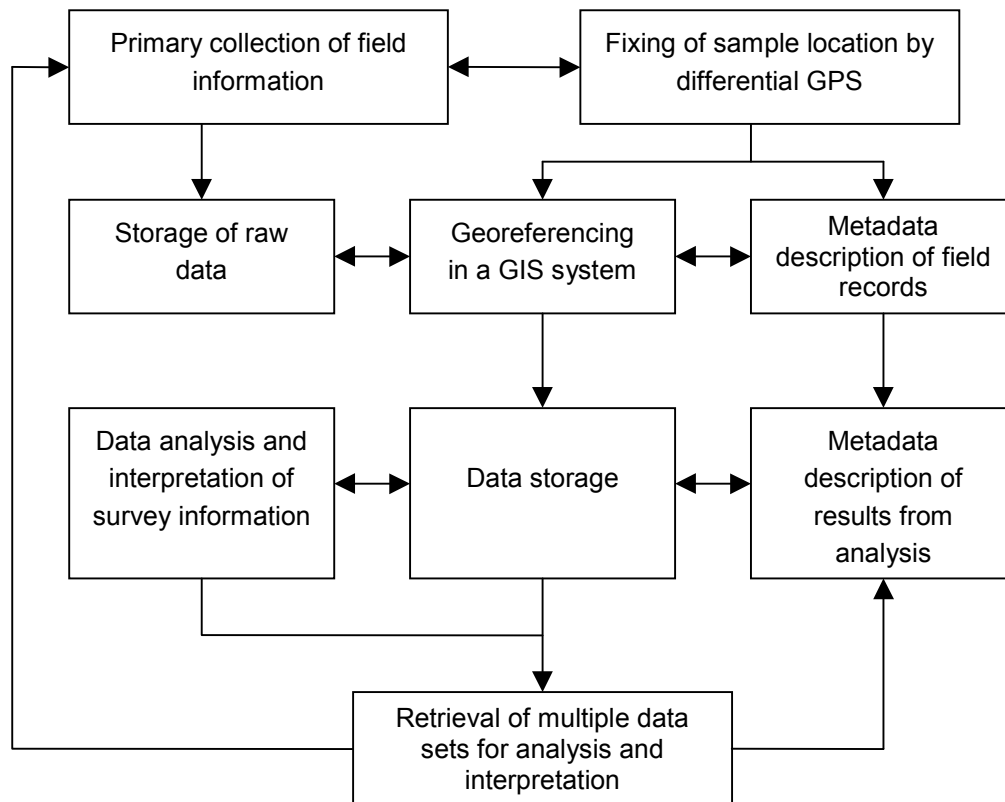 Primary collection of field
information
Fixing of sample location by
differential GPS
Storage of raw
data
Georeferencing
in a GIS system
Metadata
description of field
records
Data analysis and
interpretation of
survey information
Data storage
Metadata
description of
results from
analysis
Retrieval of multiple data
sets for analysis and
interpretation